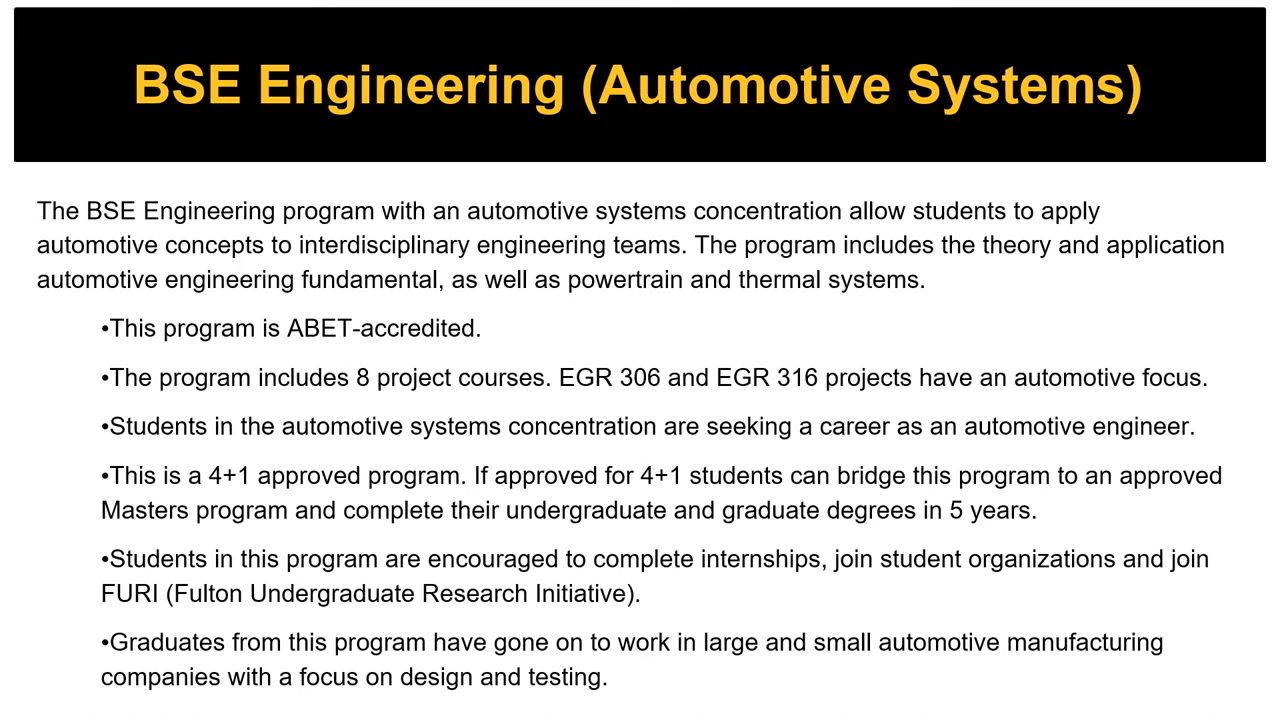 BSE Engineering (Automotive Systems)
The BSE Engineering program with an automotive systems concentration allow students to apply
automotive concepts to interdisciplinary engineering teams. The program includes the theory and application
automotive engineering fundamental, as well as powertrain and thermal systems.
•This program is ABET-accredited.
•The program includes 8 project courses. EGR 306 and EGR 316 projects have an automotive focus.
•Students in the automotive systems concentration are seeking a career as an automotive engineer.
•This is a 4+1 approved program. If approved for 4+1 students can bridge this program to an approved
Masters program and complete their undergraduate and graduate degrees in 5 years.
•Students in this program are encouraged to complete internships, join student organizations and join
FURI (Fulton Undergraduate Research Initiative).
•Graduates from this program have gone on to work in large and small automotive manufacturing
companies with a focus on design and testing.